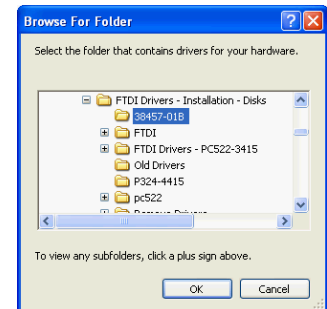 Browse For Folder
Select the folder that contains drivers for your hardware.
FTDI Drivers - Installation - Disks
38457-01B
FTDI
FTDI Drivers - PC522-3415
Old Drivers
P324-4415
pc522
Remove Drivers
To view any subfolders, click a plus sign above.
OK
Cancel